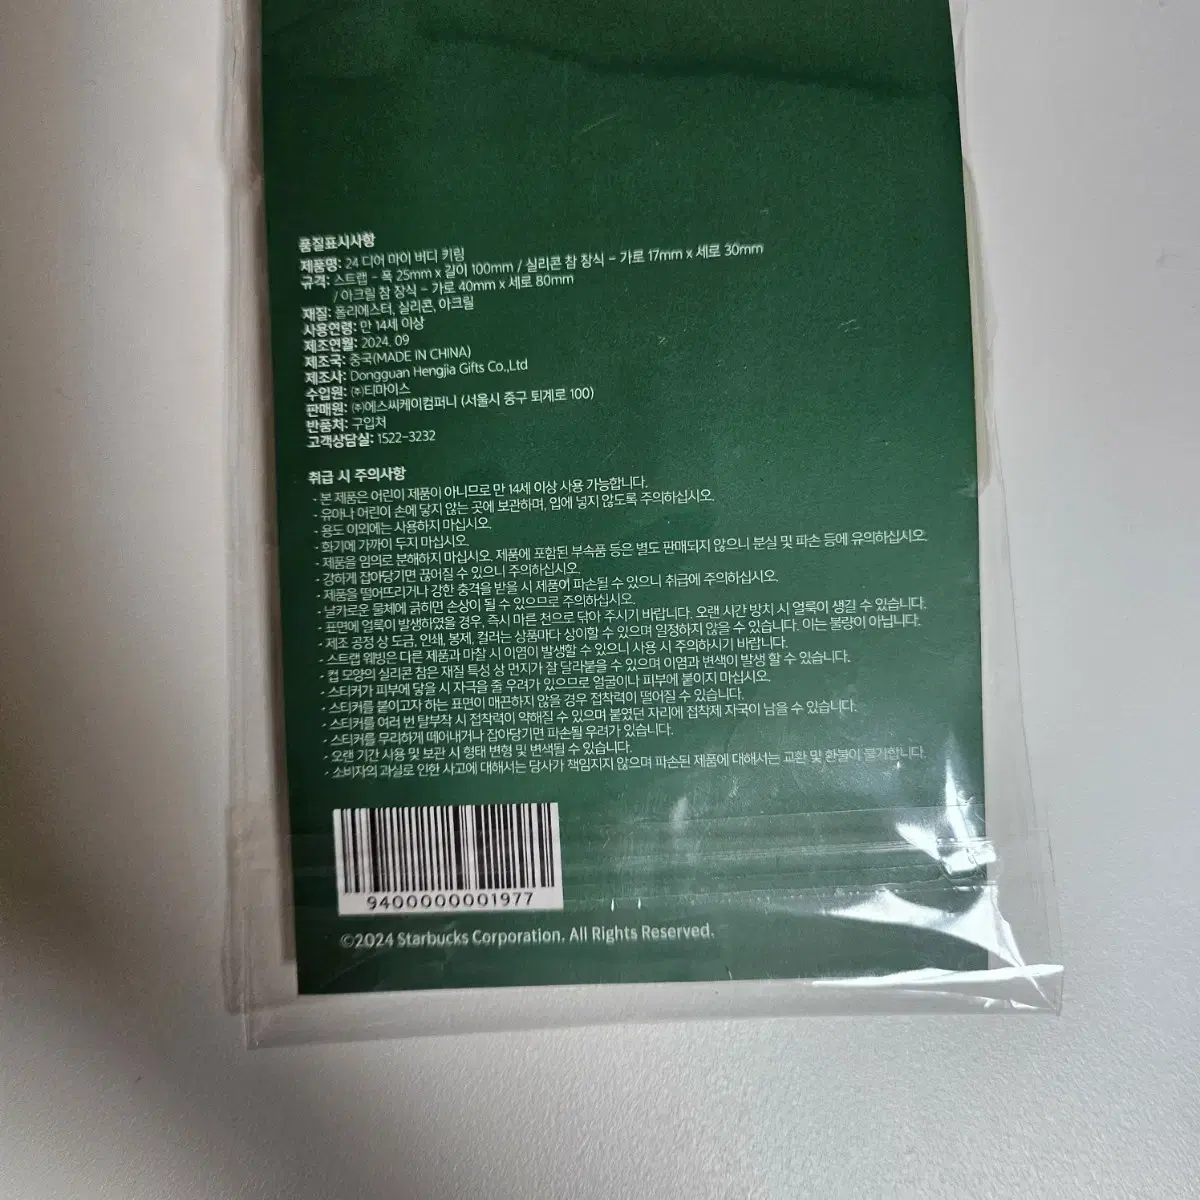 품질표시사항
제품명: 24 디어 마이 버디 키링
규격: 스트랩 - 폭 25mm x 길이 100mm / 실리콘 참 장식 - 가로 17mm x 세로 30mm
/ 아크릴 참 장식 - 가로 40mm x 세로 80mm
재질: 폴리에스터, 실리콘, 아크릴
사용연령: 만 14세 이상
제조연월: 2024. 09
제조국: 중국(MADE IN CHINA)
제조사: Dongguan Hengjia Gifts Co.,Ltd
수입원: ㈜티마이스
판매원: ㈜에스씨케이컴퍼니 (서울시 중구 퇴계로 100)
반품처: 구입처
고객상담실: 1522-3232
취급 시 주의사항
- 본 제품은 어린이 제품이 아니므로 만 14세 이상 사용 가능합니다.
- 유아나 어린이 손에 닿지 않는 곳에 보관하며, 입에 넣지 않도록 주의하십시오.
- 용도 이외에는 사용하지 마십시오.
- 화기에 가까이 두지 마십시오.
- 제품을 임의로 분해하지 마십시오. 제품에 포함된 부속품 등은 별도 판매되지 않으니 분실 및 파손 등에 유의하십시오.
- 강하게 잡아당기면 끊어질 수 있으니 주의하십시오.
- 제품을 떨어뜨리거나 강한 충격을 받을 시 제품이 파손될 수 있으니 취급에 주의하십시오.
- 날카로운 물체에 긁히면 손상이 될 수 있으므로 주의하십시오.
- 표면에 얼룩이 발생하였을 경우, 즉시 마른 천으로 닦아 주시기 바랍니다. 오랜 시간 방치 시 얼룩이 생길 수 있습니다.
- 제조 공정 상 도금, 인쇄, 봉제, 컬러는 상품마다 상이할 수 있으며 일정하지 않을 수 있습니다. 이는 불량이 아닙니다.
- 스트랩 웨빙은 다른 제품과 마찰 시 이염이 발생할 수 있으니 사용 시 주의하시기 바랍니다.
- 컵 모양의 실리콘 참은 재질 특성 상 먼지가 잘 달라붙을 수 있으며 이염과 변색이 발생 할 수 있습니다.
- 스티커가 피부에 닿을 시 자극을 줄 우려가 있으므로 얼굴이나 피부에 붙이지 마십시오.
- 스티커를 붙이고자 하는 표면이 매끈하지 않을 경우 접착력이 떨어질 수 있습니다.
- 스티커를 여러 번 탈부착 시 접착력이 약해질 수 있으며 붙였던 자리에 접착제 자국이 남을 수 있습니다.
- 스티커를 무리하게 떼어내거나 잡아당기면 파손될 우려가 있습니다.
- 오랜 기간 사용 및 보관 시 형태 변형 및 변색될 수 있습니다.
- 소비자의 과실로 인한 사고에 대해서는 당사가 책임지지 않으며 파손된 제품에 대해서는 교환 및 환불이 불가합니다.
9400000001977
©2024 Starbucks Corporation. All Rights Reserved.